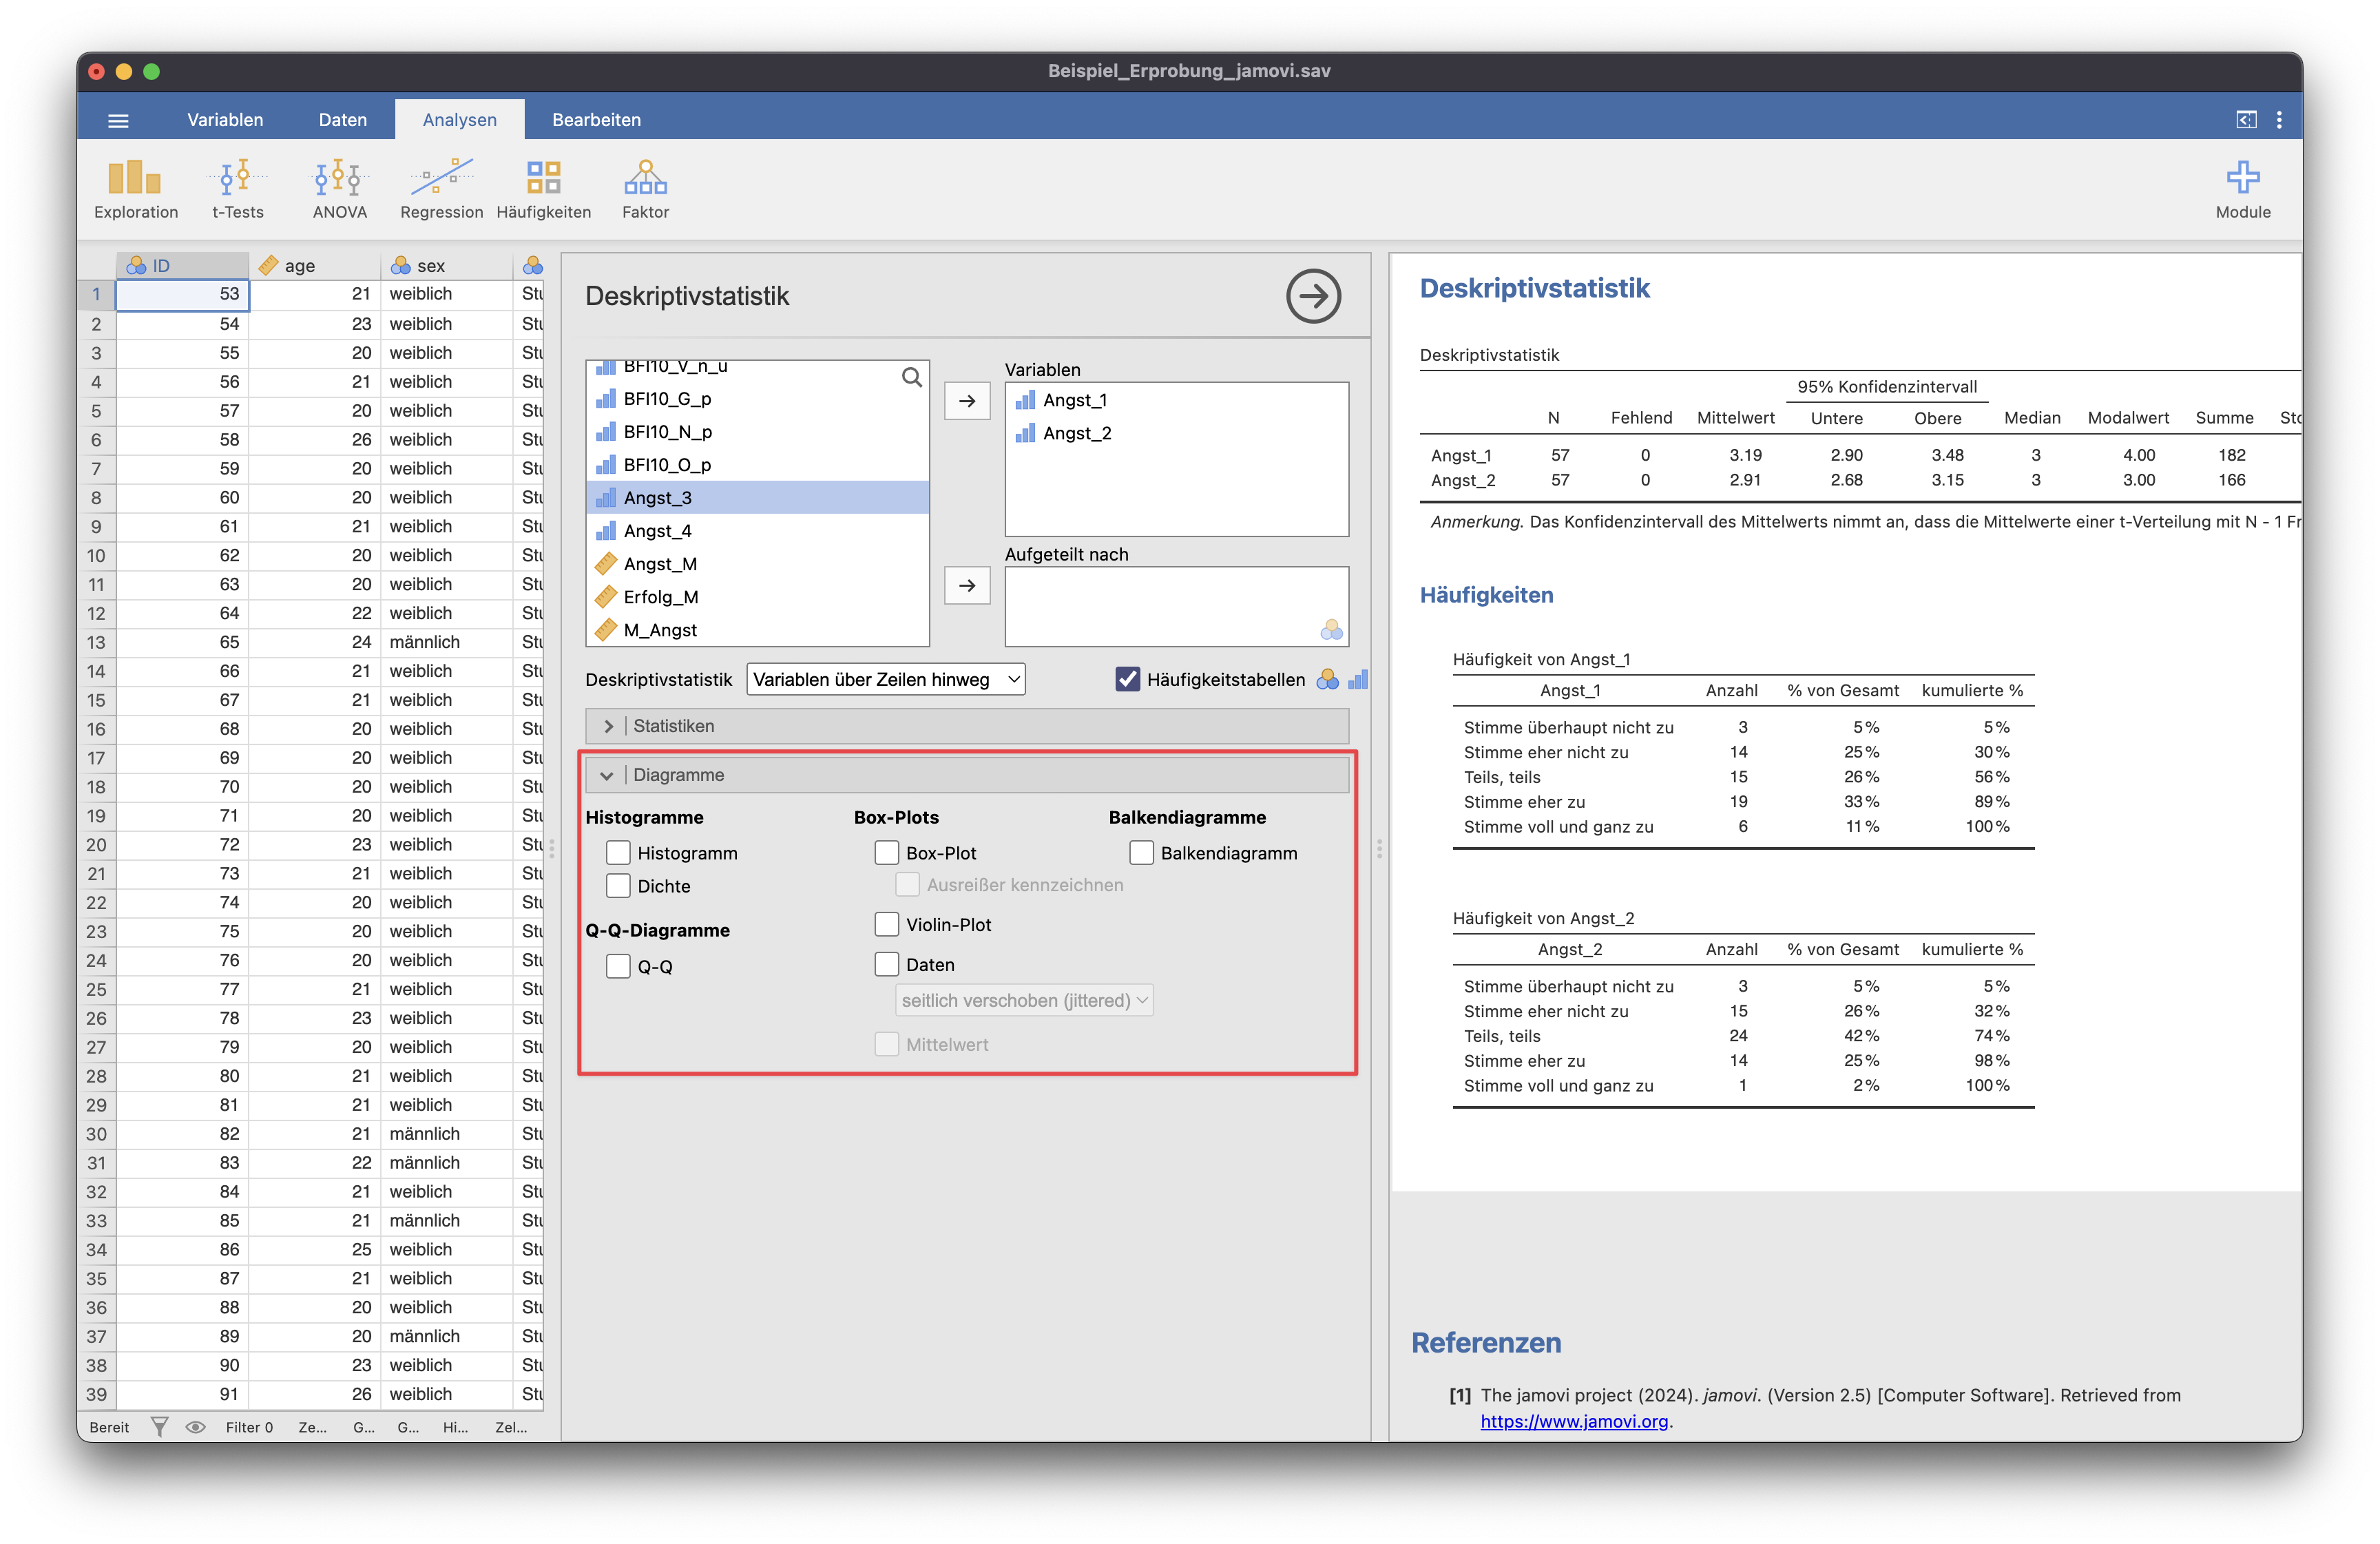 Beispiel_Erprobung_jamovi.sav
Variablen Daten Analysen Bearbeiten
Exploration t-Tests ANOVA Regression Häufigkeiten Faktor Module
ID age sex
1 53 21 weiblich Stu
2 54 23 weiblich Stu
3 55 20 weiblich Stu
4 56 21 weiblich Stu
5 57 20 weiblich Stu
6 58 26 weiblich Stu
7 59 20 weiblich Stu
8 60 20 weiblich Stu
9 61 21 weiblich Stu
10 62 20 weiblich Stu
11 63 20 weiblich Stu
12 64 22 weiblich Stu
13 65 24 männlich Stu
14 66 21 weiblich Stu
15 67 21 weiblich Stu
16 68 20 weiblich Stu
17 69 20 weiblich Stu
18 70 20 weiblich Stu
19 71 20 weiblich Stu
20 72 23 weiblich Stu
21 73 21 weiblich Stu
22 74 20 weiblich Stu
23 75 20 weiblich Stu
24 76 20 weiblich Stu
25 77 21 weiblich Stu
26 78 23 weiblich Stu
27 79 20 weiblich Stu
28 80 21 weiblich Stu
29 81 21 weiblich Stu
30 82 21 männlich Stu
31 83 22 männlich Stu
32 84 21 weiblich Stu
33 85 21 männlich Stu
34 86 25 weiblich Stu
35 87 21 weiblich Stu
36 88 20 weiblich Stu
37 89 20 männlich Stu
38 90 23 weiblich Stu
39 91 26 weiblich Stu
Bereit Filter 0 Ze... G... G... Hi... Zel...
Deskriptivstatistik
BFI10_V_n_u
BFI10_G_p
BFI10_N_p
BFI10_O_p
Angst_3
Angst_4
Angst_M
Erfolg_M
M_Angst
Variablen
Angst_1
Angst_2
Aufgeteilt nach
Deskriptivstatistik Variablen über Zeilen hinweg Häufigkeitstabellen
Statistiken
Diagramme
Histogramme
Histogramm
Dichte
Q-Q-Diagramme
Q-Q
Box-Plots
Box-Plot
Ausreißer kennzeichnen
Violin-Plot
Daten
seitlich verschoben (jittered)
Mittelwert
Balkendiagramme
Balkendiagramm
Deskriptivstatistik
Deskriptivstatistik
95% Konfidenzintervall
N Fehlend Mittelwert Untere Obere Median Modalwert Summe Std
Angst_1 57 0 3.19 2.90 3.48 3 4.00 182
Angst_2 57 0 2.91 2.68 3.15 3 3.00 166
Anmerkung. Das Konfidenzintervall des Mittelwerts nimmt an, dass die Mittelwerte einer t-Verteilung mit N - 1 Fr
Häufigkeiten
Häufigkeit von Angst_1
Angst_1 Anzahl % von Gesamt kumulierte %
Stimme überhaupt nicht zu 3 5 % 5 %
Stimme eher nicht zu 14 25 % 30 %
Teils, teils 15 26 % 56 %
Stimme eher zu 19 33 % 89 %
Stimme voll und ganz zu 6 11 % 100 %
Häufigkeit von Angst_2
Angst_2 Anzahl % von Gesamt kumulierte %
Stimme überhaupt nicht zu 3 5 % 5 %
Stimme eher nicht zu 15 26 % 32 %
Teils, teils 24 42 % 74 %
Stimme eher zu 14 25 % 98 %
Stimme voll und ganz zu 1 2 % 100 %
Referenzen
[1] The jamovi project (2024). jamovi. (Version 2.5) [Computer Software]. Retrieved from
https://www.jamovi.org.